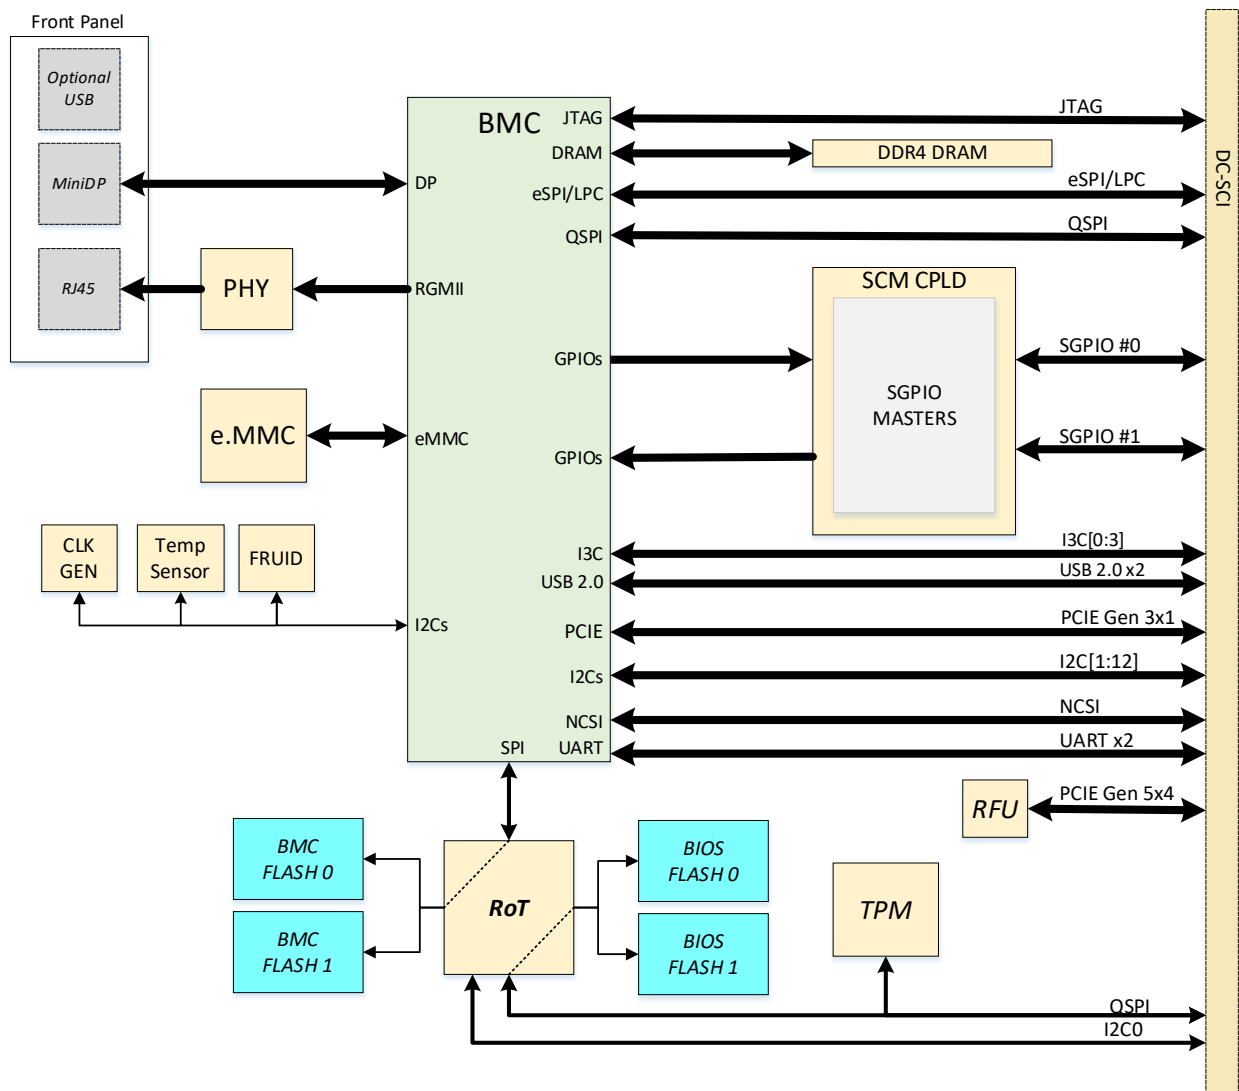 Front Panel
Optional
USB
MiniDP
RJ45
PHY
e.MMC
CLK
GEN
Temp
Sensor
FRUID
BMC
DP
RGMII
eMMC
I2Cs
JTAG
DRAM
eSPI/LPC
QSPI
GPIOs
GPIOs
I3C
USB 2.0
PCIE
I2Cs
NCSI
UART
SPI
DDR4 DRAM
SCM CPLD
SGPIO
MASTERS
JTAG
eSPI/LPC
QSPI
SGPIO #0
SGPIO #1
I3C[0:3]
USB 2.0 x2
PCIE Gen 3x1
I2C[1:12]
NCSI
UART x2
RFU
PCIE Gen 5x4
DC-SCI
BMC
FLASH 0
BMC
FLASH 1
RoT
BIOS
FLASH 0
BIOS
FLASH 1
TPM
QSPI
I2C0